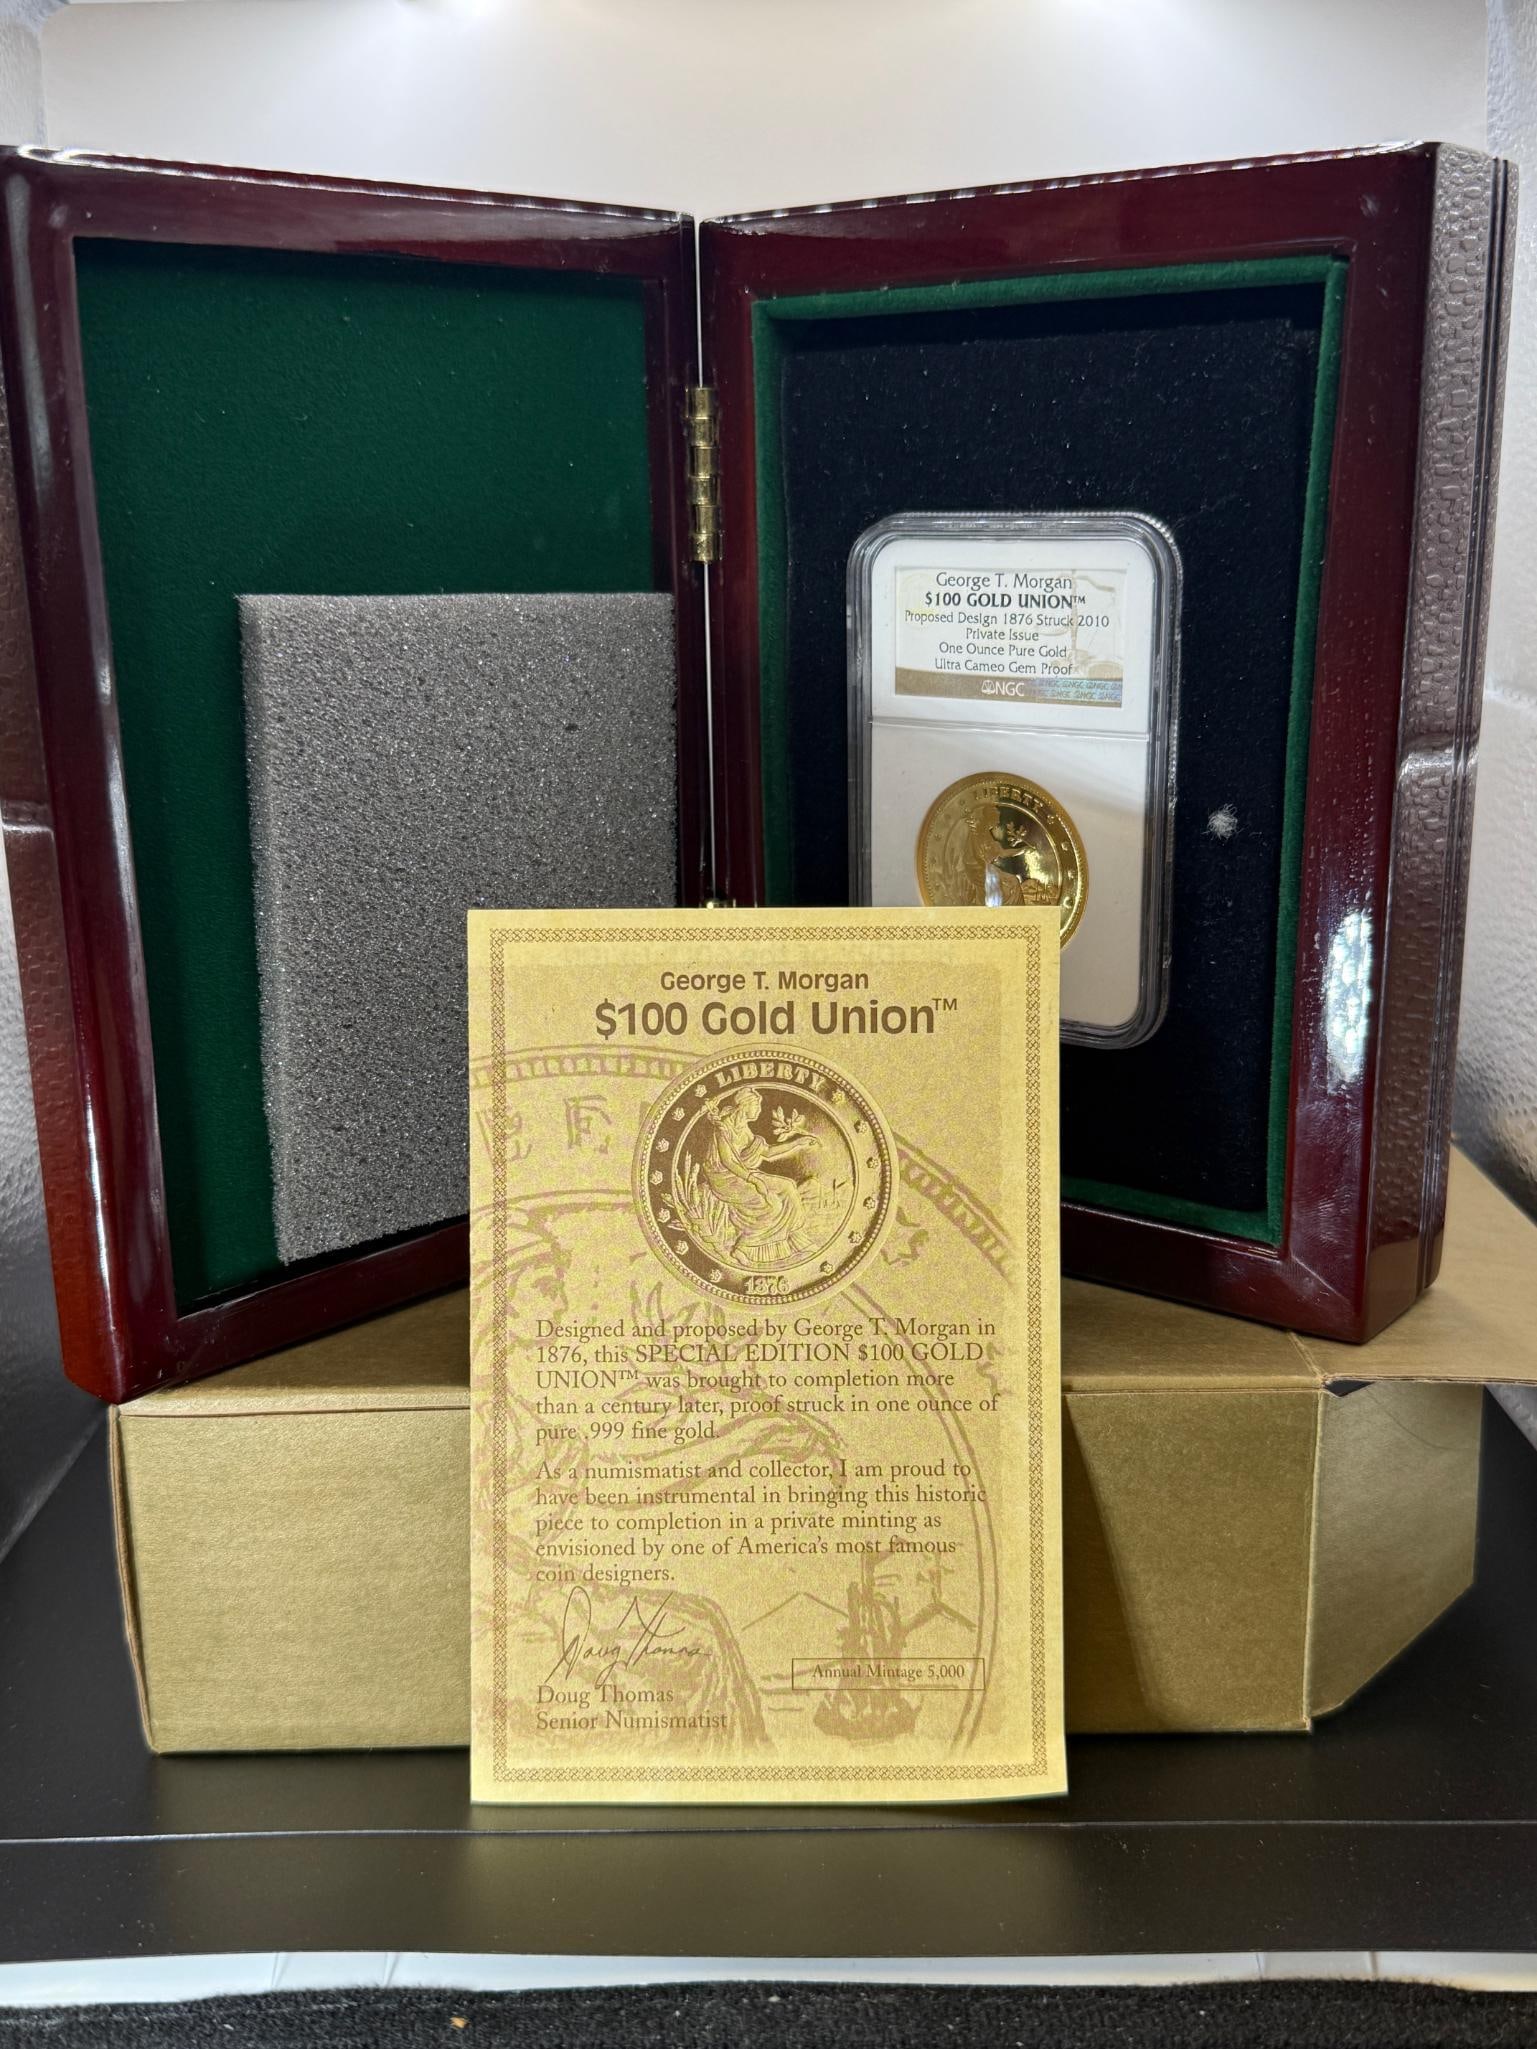 George T. Morgan
$100 GOLD UNION™
Proposed Design 1876 Struck 2010
Private Issue
One Ounce Pure Gold
Ultra Cameo Gem Proof
NGC
LIBERTY
George T. Morgan
$100 Gold Union™
LIBERTY
1876
Designed and proposed by George T. Morgan in
1876, this SPECIAL EDITION $100 GOLD
UNION™ was brought to completion more
than a century later, proof struck in one ounce of
pure .999 fine gold.
As a numismatist and collector, I am proud to
have been instrumental in bringing this historic
piece to completion in a private minting as
envisioned by one of America's most famous
coin designers.
Doug Thomas
Doug Thomas
Senior Numismatist
Annual Mintage 5,000